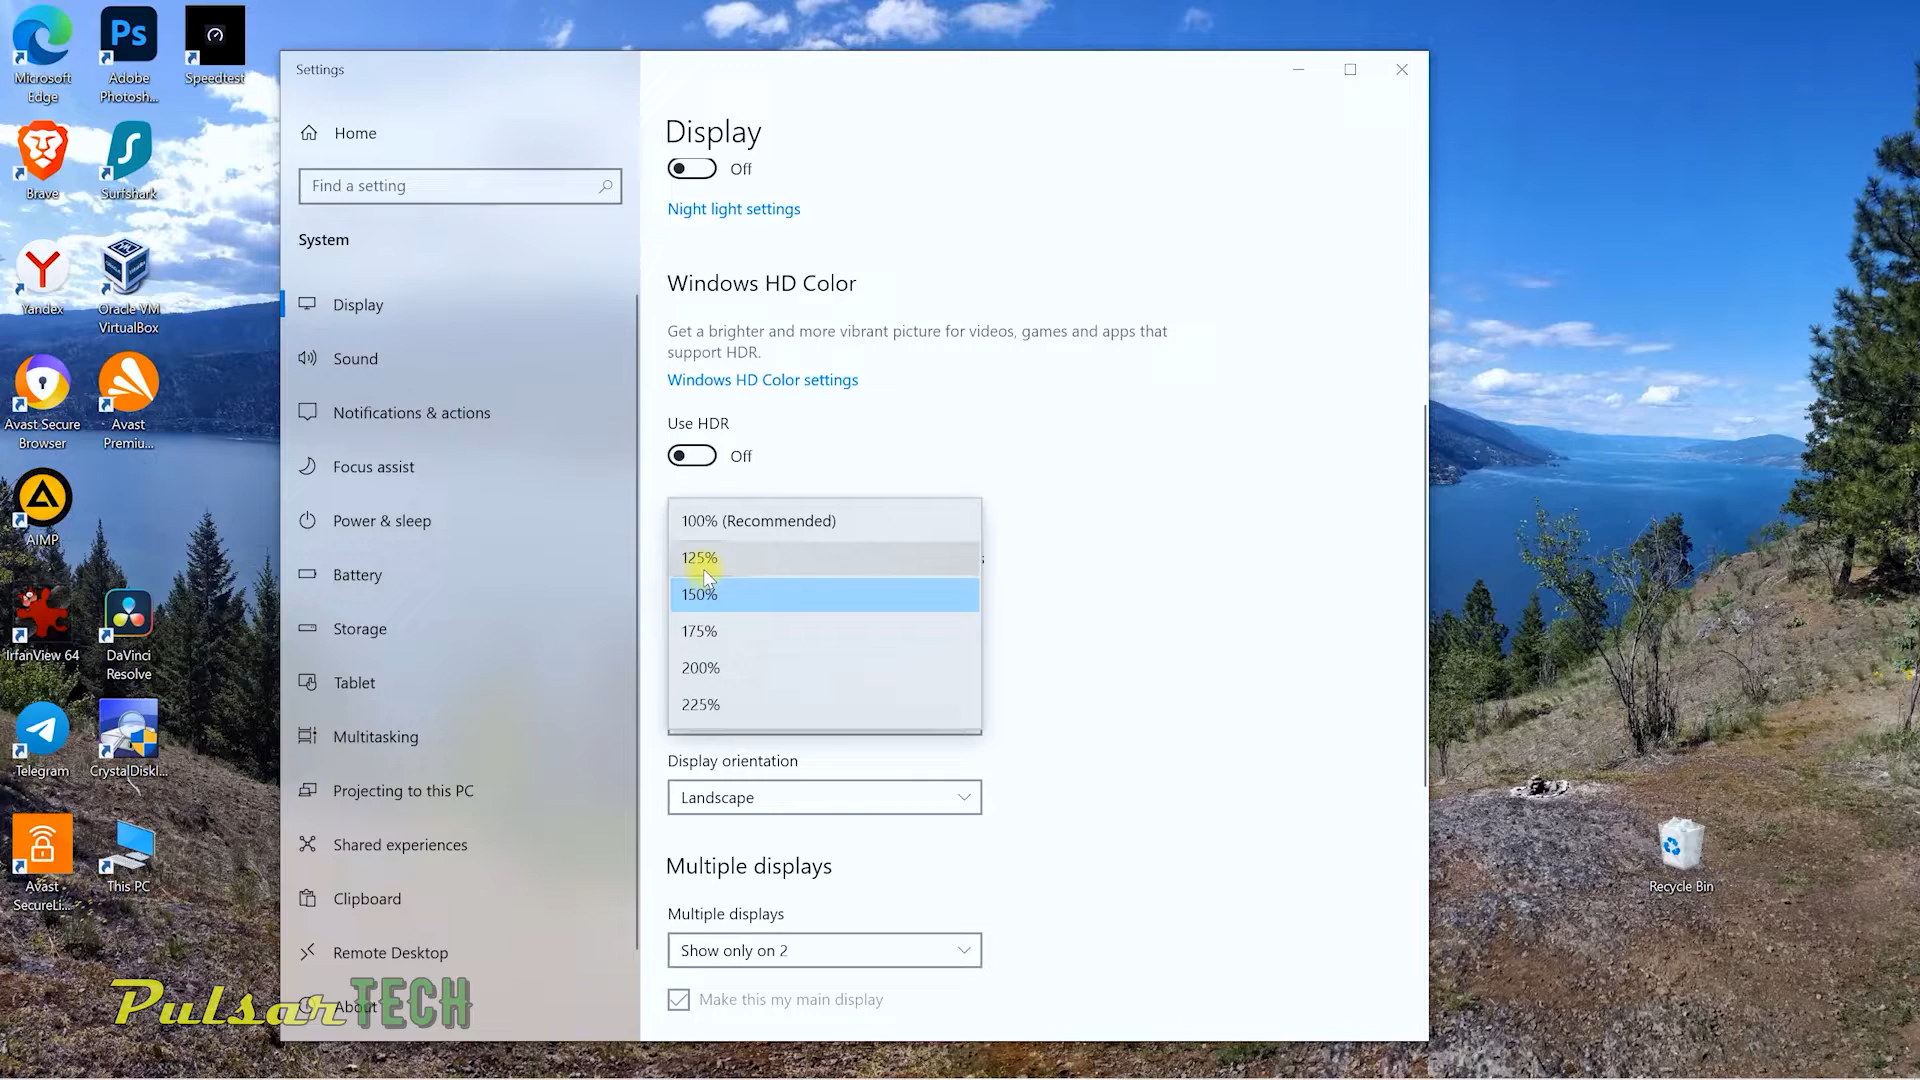 Microsoft
Edge
Ps
Adobe
Photosh...
Speedtest
Brave
Surfshark
Yandex
Oracle VM
VirtualBox
Avast Secure
Browser
Avast
Premiu...
AIMP
IrfanView 64
DaVinci
Resolve
Telegram
CrystalDiskI...
Avast
SecureLi...
This PC
Settings
Home
Find a setting
System
Display
Sound
Notifications & actions
Focus assist
Power & sleep
Battery
Storage
Tablet
Multitasking
Projecting to this PC
Shared experiences
Clipboard
Remote Desktop
About
Display
Off
Night light settings
Windows HD Color
Get a brighter and more vibrant picture for videos, games and apps that
support HDR.
Windows HD Color settings
Use HDR
Off
100% (Recommended)
125%
150%
175%
200%
225%
Display orientation
Landscape
Multiple displays
Multiple displays
Show only on 2
Make this my main display
Recycle Bin
Pulsar TECH